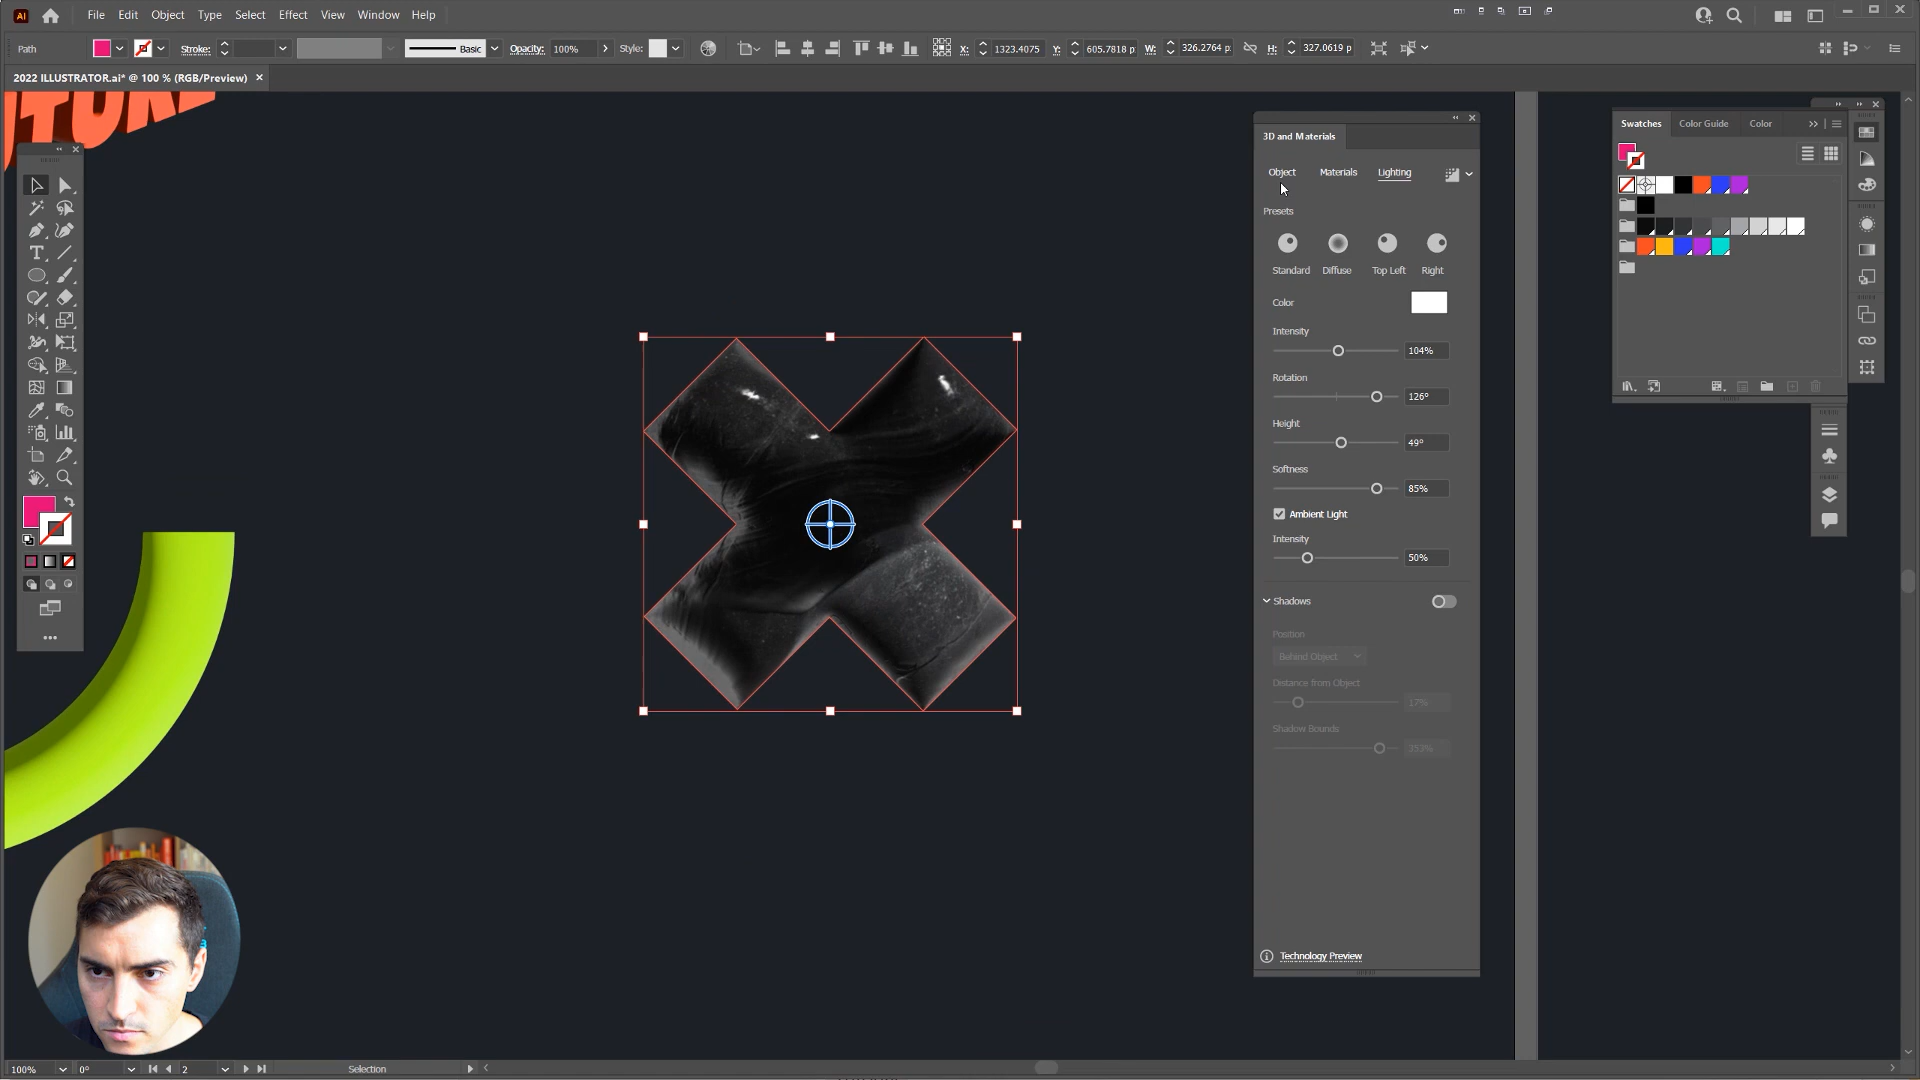 Ai File Edit Object Type Select Effect View Window Help
Path Stroke: Basic Opacity: 100% Style: X: 1323.4075 Y: 605.7818 p W: 326.2764 p H: 327.0619 p
2022 ILLUSTRATOR.ai* @ 100 % (RGB/Preview)
3D and Materials
Object Materials Lighting
Presets
Standard Diffuse Top Left Right
Color
Intensity
104%
Rotation
126°
Height
49°
Softness
85%
Ambient Light
Intensity
50%
Shadows
Position
Behind Object
Distance from Object
17%
Shadow Bounds
353%
Technology Preview
Swatches Color Guide Color
100% 0° 2 Selection